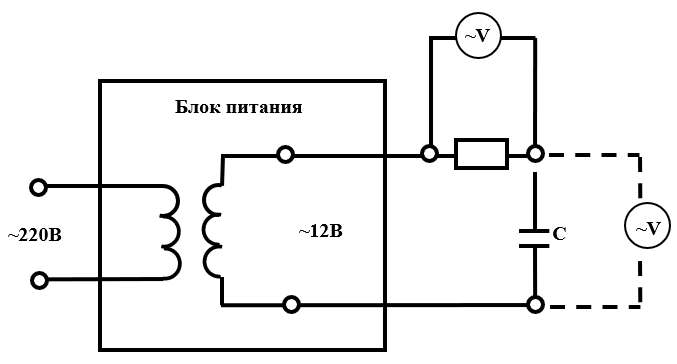 ~V
Блок питания
~220В
~12В
C
~V